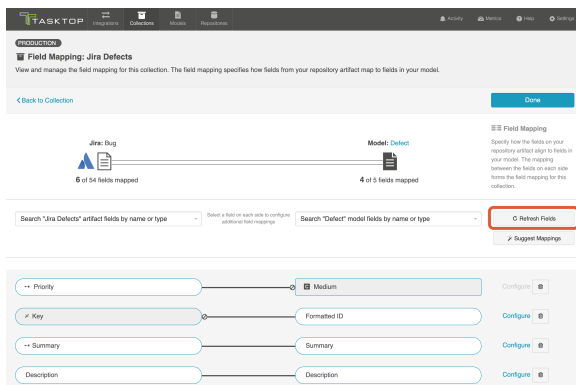 TASKTOP
Integrations
Collections
Models
Repositories
Activity
Metrics
Help
Settings
PRODUCTION
Field Mapping: Jira Defects
View and manage the field mapping for this collection. The field mapping specifies how fields from your repository artifact map to fields in your model.
Back to Collection
Done
Jira: Bug
Model: Defect
6 of 54 fields mapped
4 of 5 fields mapped
Field Mapping
Specify how the fields on your
repository artifact align to fields in
your model. The mapping
between the fields on each side
forms the field mapping for this
collection.
Search "Jira Defects" artifact fields by name or type
Select a field on each side to configure
additional field mappings
Search "Defect" model fields by name or type
Refresh Fields
Suggest Mappings
Priority
Medium
Configure
Key
Formatted ID
Configure
Summary
Summary
Configure
Description
Description
Configure